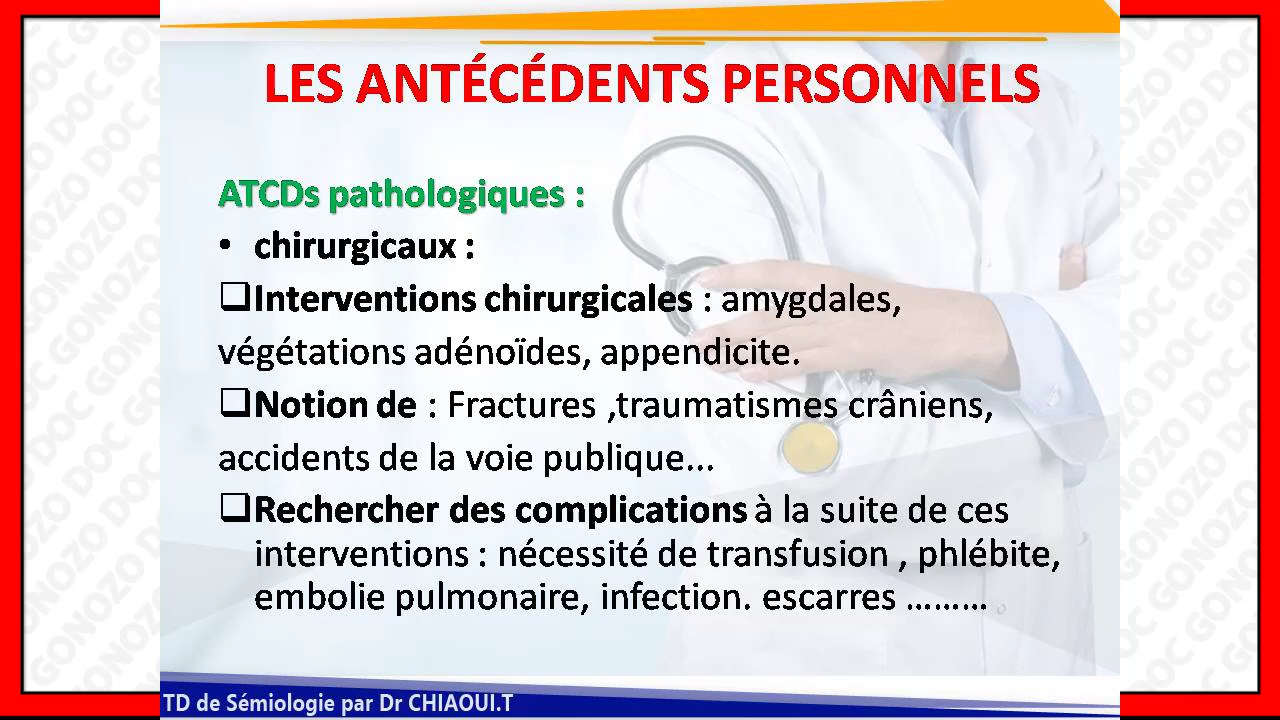 LES ANTÉCÉDENTS PERSONNELS
ATCDs pathologiques :
• chirurgicaux :
❑Interventions chirurgicales : amygdales,
végétations adénoïdes, appendicite.
❑Notion de : Fractures ,traumatismes crâniens,
accidents de la voie publique...
❑Rechercher des complications à la suite de ces
interventions : nécessité de transfusion , phlébite,
embolie pulmonaire, infection. escarres ………
TD de Sémiologie par Dr CHIAOUI.T
GONOZO DOC